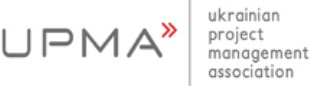 UPMA»
ukrainian
project
management
association